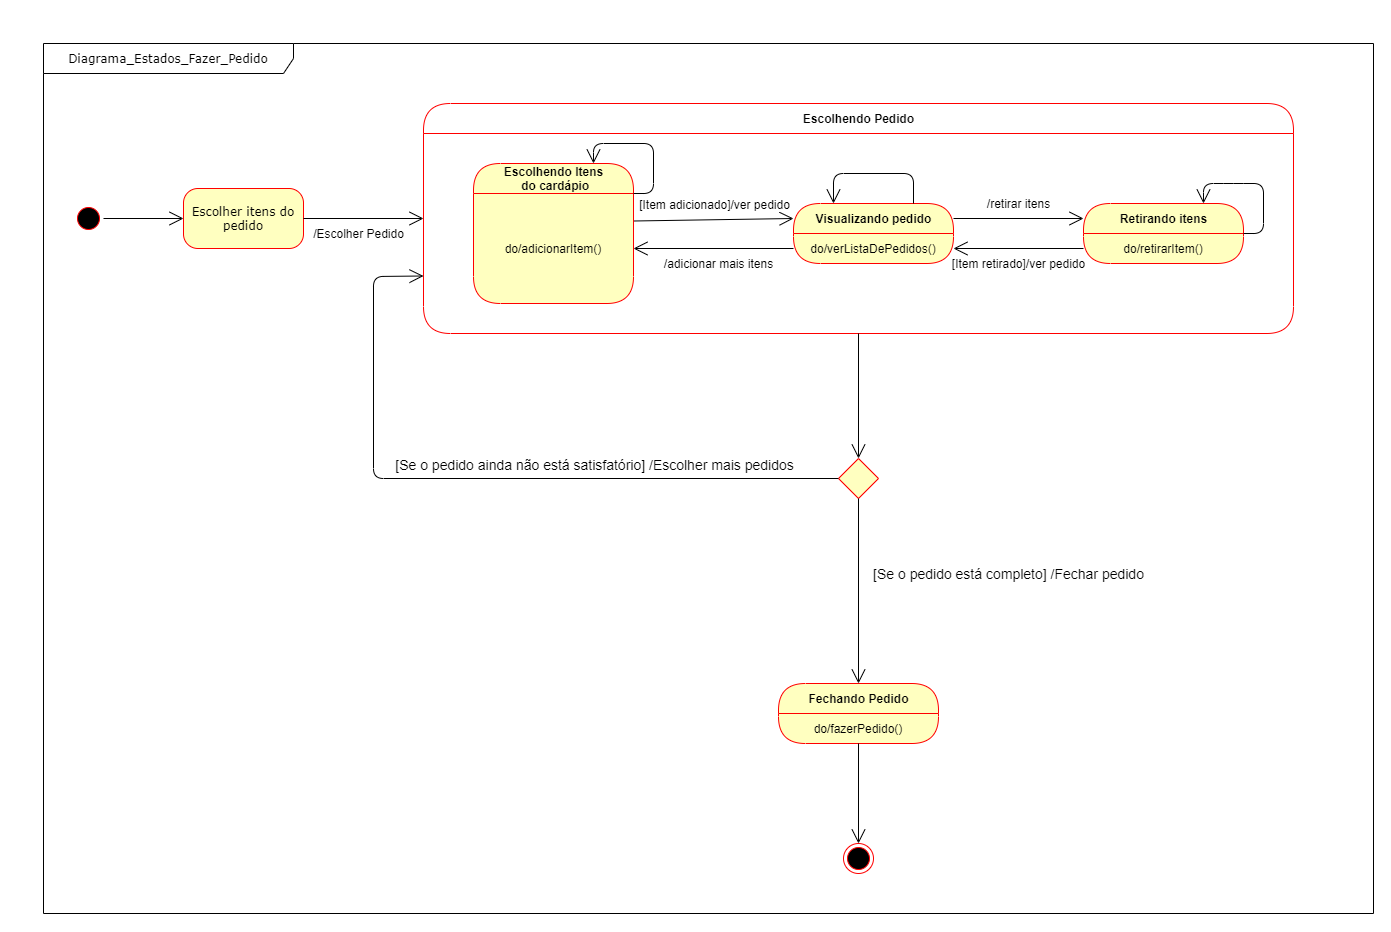 Diagrama_Estados_Fazer_Pedido
Escolhendo Pedido
Escolher itens do
pedido
/Escolher Pedido
Escolhendo Itens
do cardápio
do/adicionarItem()
[Item adicionado]/ver pedido
/adicionar mais itens
Visualizando pedido
do/verListaDePedidos()
/retirar itens
[Item retirado]/ver pedido
Retirando itens
do/retirarItem()
[Se o pedido ainda não está satisfatório] /Escolher mais pedidos
[Se o pedido está completo] /Fechar pedido
Fechando Pedido
do/fazerPedido()